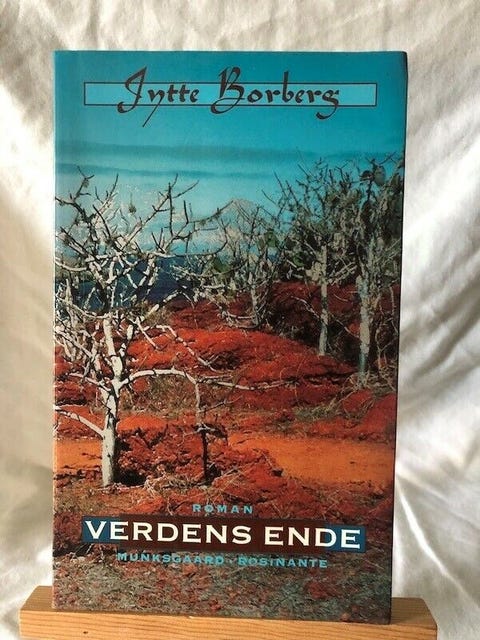 Jytte Borberg
ROMAN
VERDENS ENDE
MUNKSGAARD · ROSINANTE